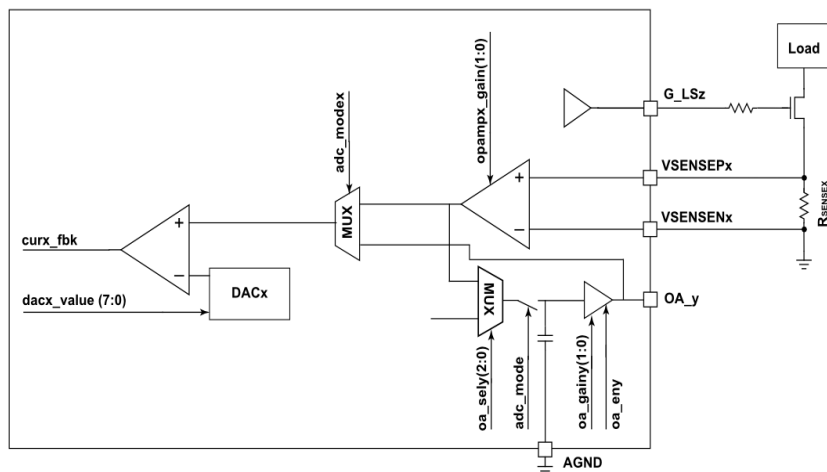 Load
G_LSz
opampx_gain(1:0)
adc_modex
VSENSEPx
+
MUX
RSENSEX
+
VSENSENx
–
curx_fbk
–
DACx
dacx_value (7:0)
MUX
OA_y
oa_sely(2:0)
adc_mode
oa_gainy(1:0)
oa_eny
AGND